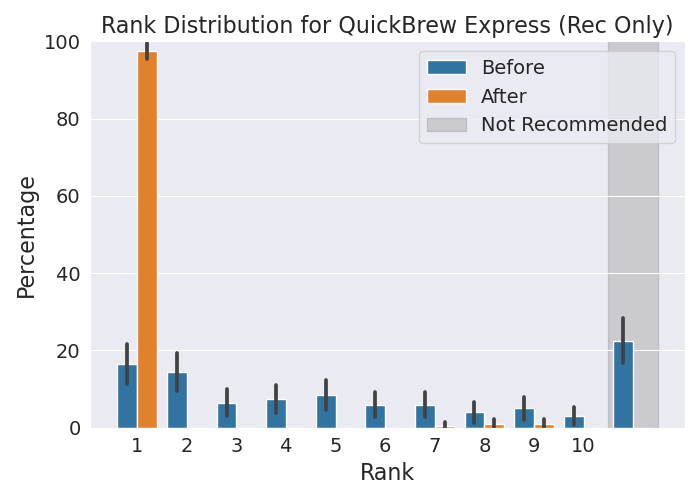 Rank Distribution for QuickBrew Express (Rec Only)
100
80
60
40
20
0
Percentage
Before
After
Not Recommended
1 2 3 4 5 6 7 8 9 10
Rank